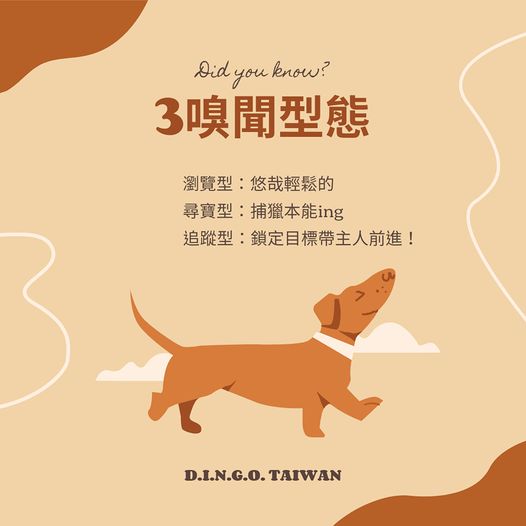 Did you know?
3嗅聞型態
瀏覽型：悠哉輕鬆的
尋寶型：捕獵本能ing
追蹤型：鎖定目標帶主人前進！
D.I.N.G.O. TAIWAN